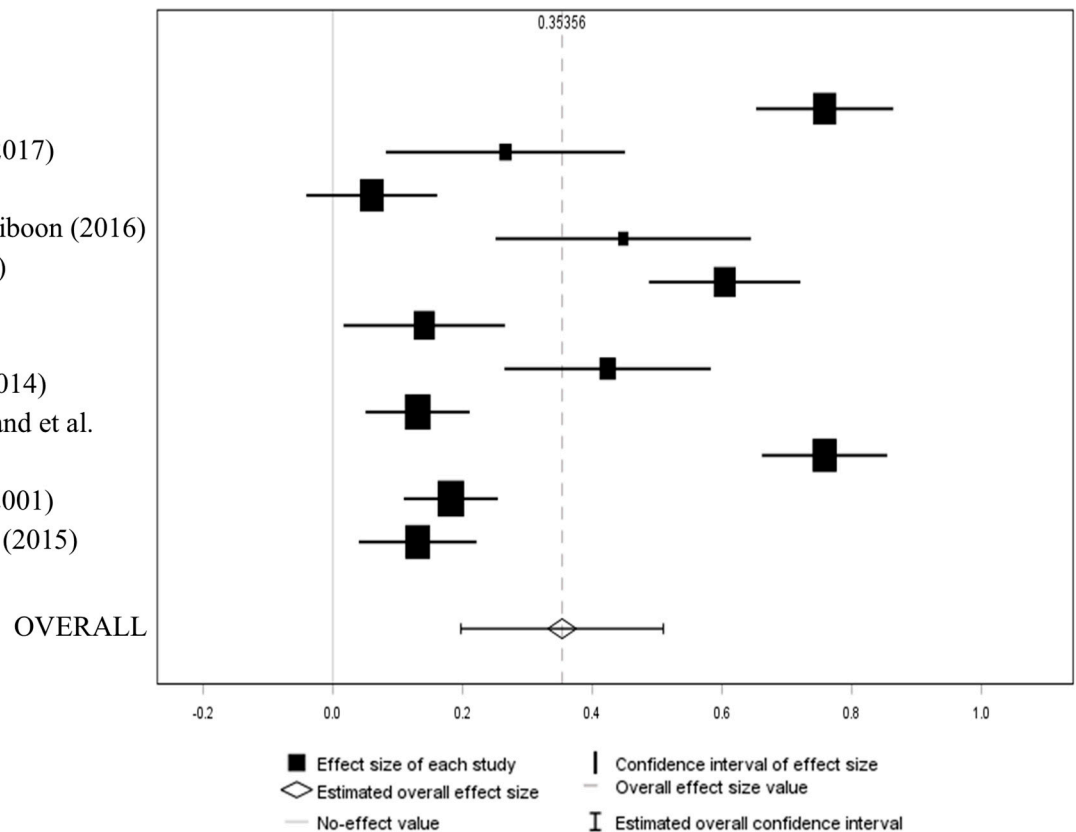 0.35356
017)
iboon (2016)
)
014)
and et al.
001)
(2015)
OVERALL
-0.2 0.0 0.2 0.4 0.6 0.8 1.0
Effect size of each study
Confidence interval of effect size
Estimated overall effect size
Overall effect size value
No-effect value
Estimated overall confidence interval